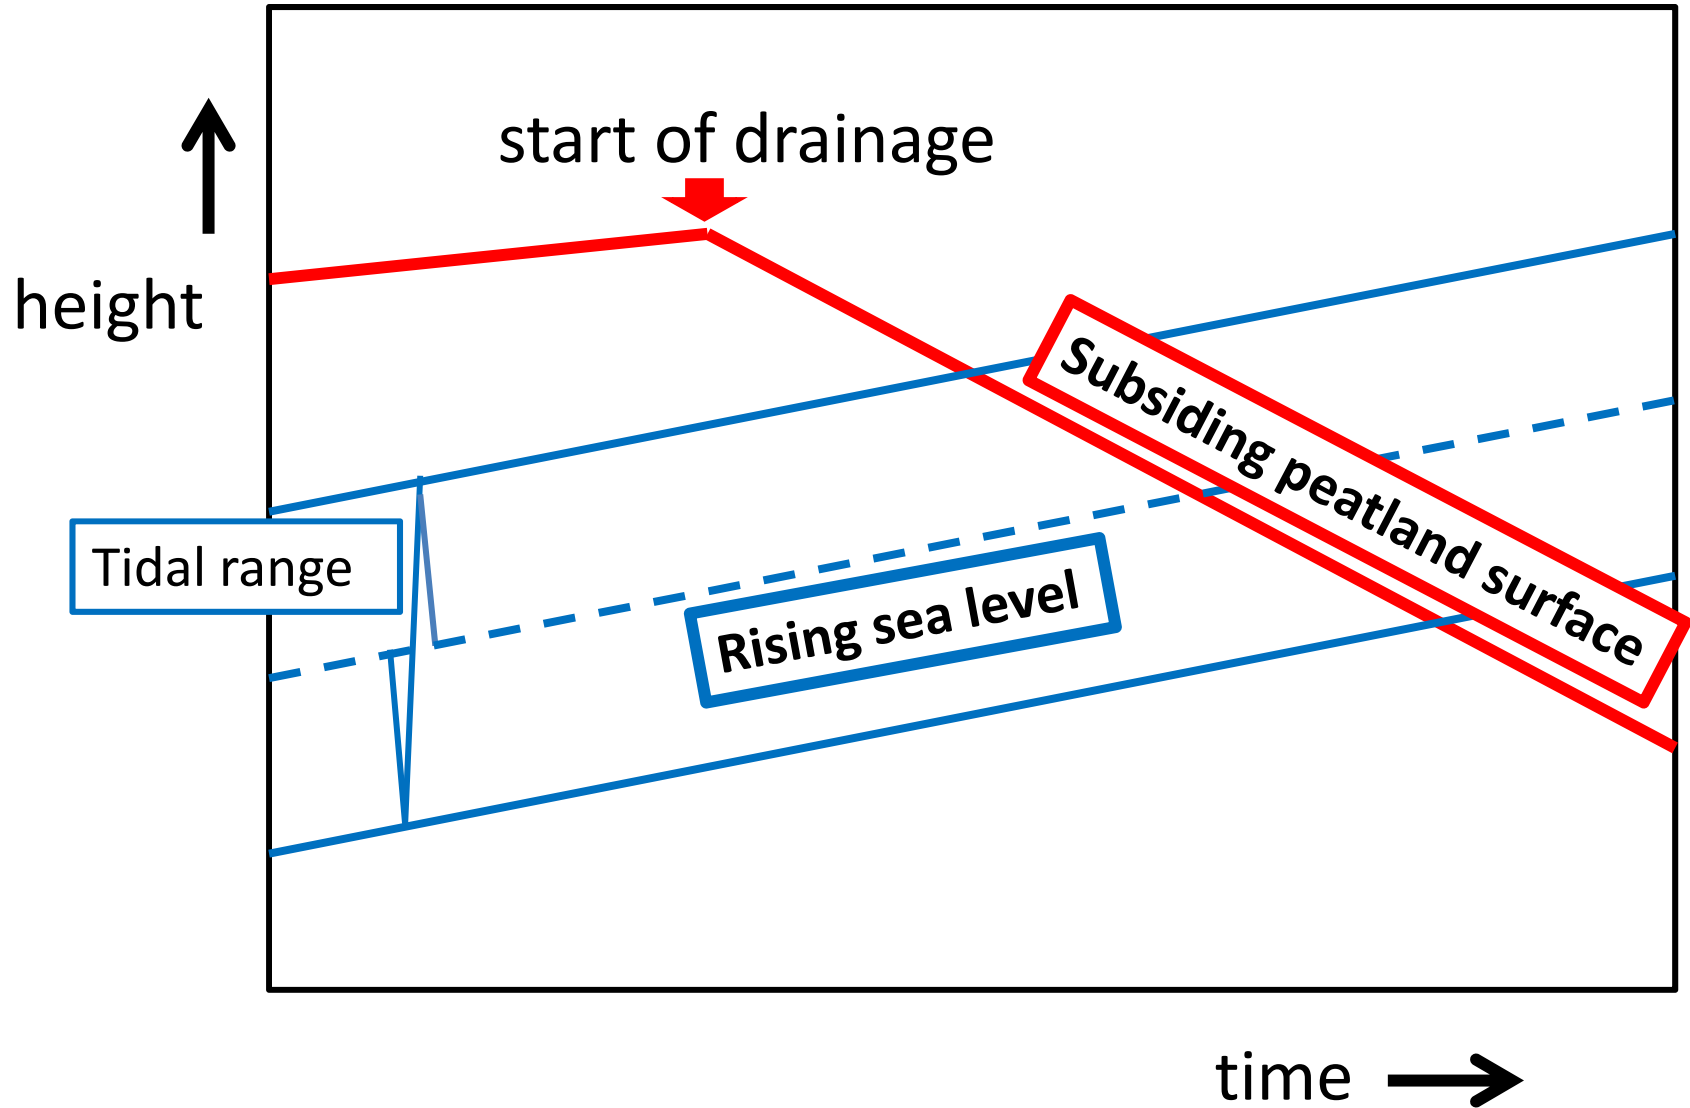 start of drainage
height
Subsiding peatland surface
Tidal range
Rising sea level
time